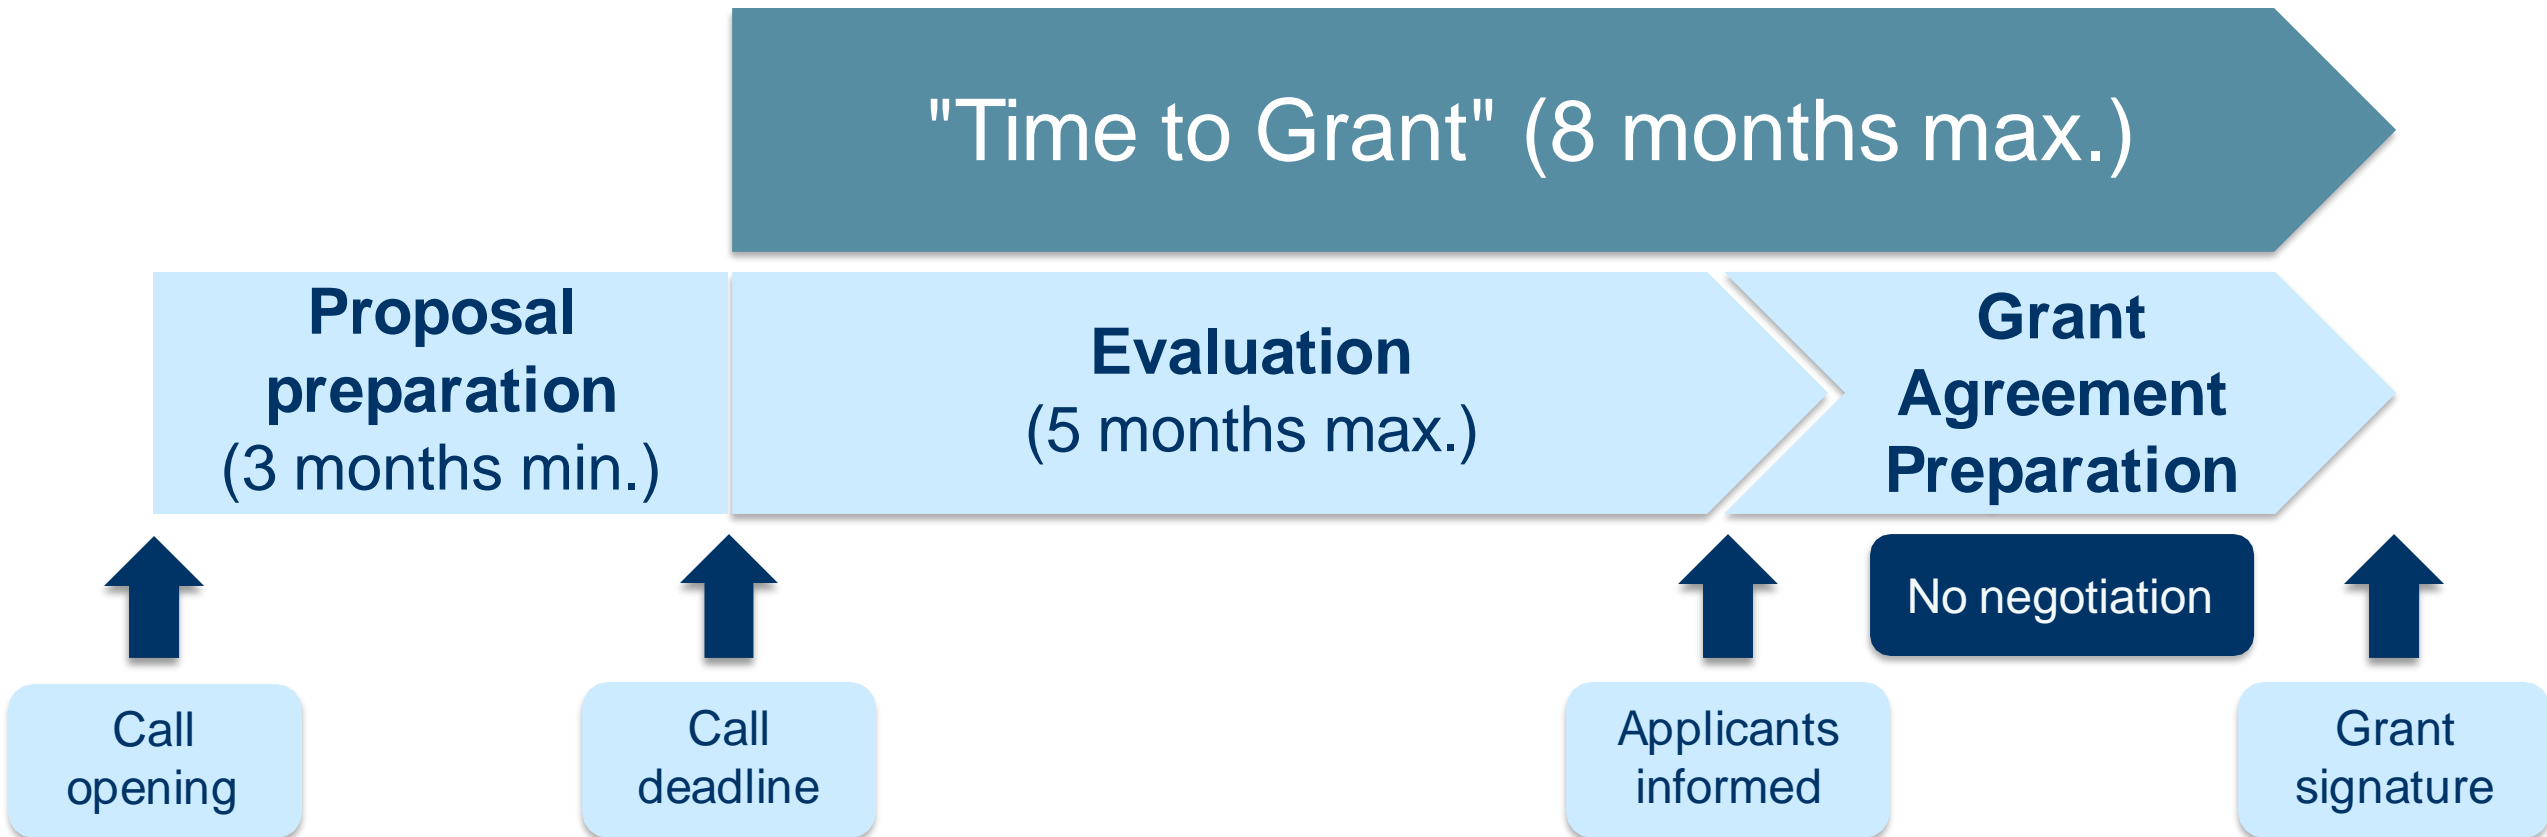 "Time to Grant" (8 months max.)
Proposal
preparation
(3 months min.)
Evaluation
(5 months max.)
Grant
Agreement
Preparation
No negotiation
Call
opening
Call
deadline
Applicants
informed
Grant
signature